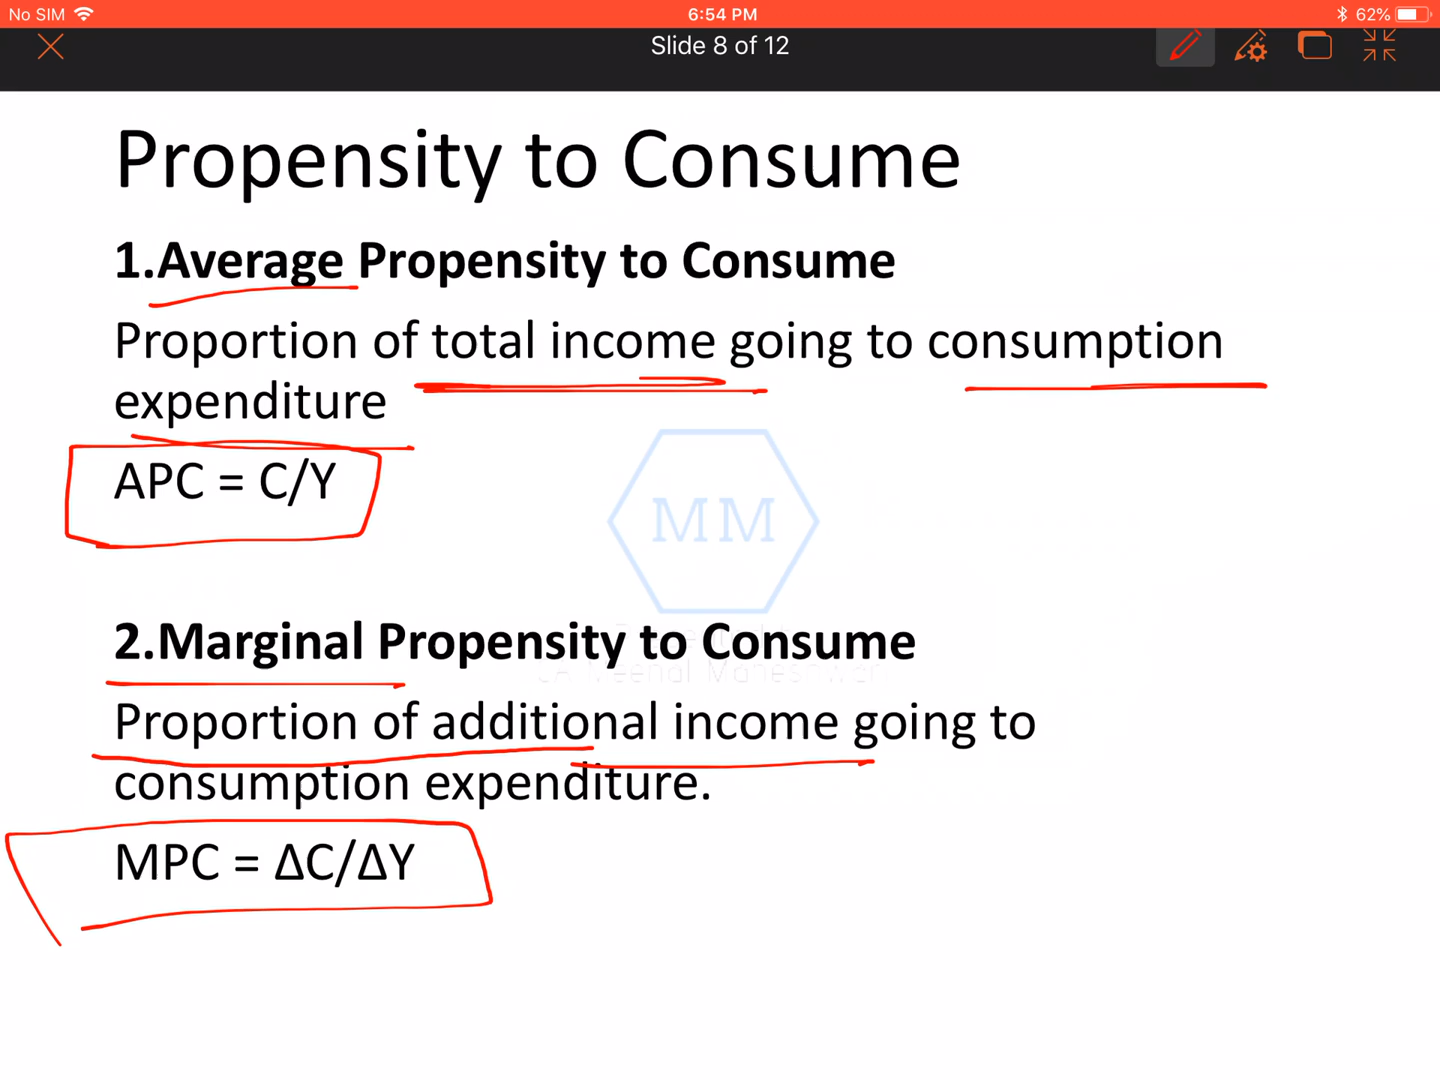 No SIM 6:54 PM 62%
Slide 8 of 12
Propensity to Consume
1.Average Propensity to Consume
Proportion of total income going to consumption
expenditure
APC = C/Y
MM
2.Marginal Propensity to Consume
Proportion of additional income going to
consumption expenditure.
MPC = ΔC/ΔY